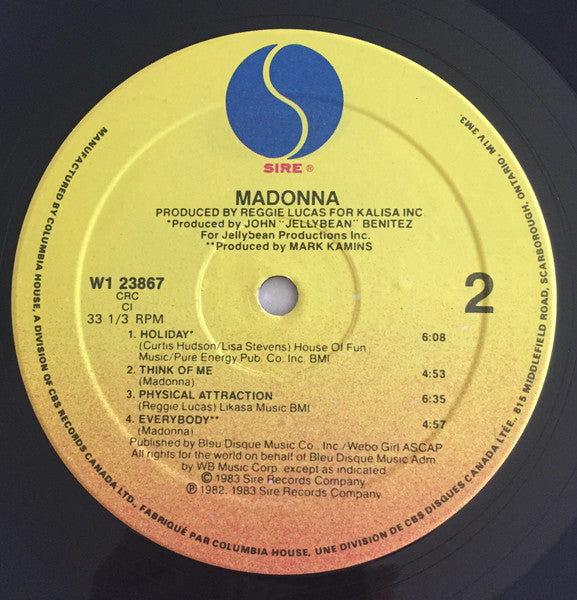 SIRE®
MADONNA
PRODUCED BY REGGIE LUCAS FOR KALISA INC
*Produced by JOHN "JELLYBEAN" BENITEZ
For Jellybean Productions Inc.
**Produced by MARK KAMINS
W1 23867
CRC
CI
33 1/3 RPM
2
1. HOLIDAY* 6:08
(Curtis Hudson/Lisa Stevens) House Of Fun
Music/Pure Energy Pub. Co. Inc. BMI
2. THINK OF ME 4:53
(Madonna)
3. PHYSICAL ATTRACTION 6:35
(Reggie Lucas) Likasa Music BMI
4. EVERYBODY** 4:57
(Madonna)
Published by Bleu Disque Music Co., Inc./Webo Girl ASCAP
All rights for the world on behalf of Bleu Disque Music Adm
by WB Music Corp. except as indicated
Ⓒ 1983 Sire Records Company
Ⓟ 1982, 1983 Sire Records Company
MANUFACTURED BY COLUMBIA HOUSE, A DIVISION OF CBS RECORDS CANADA LTD., FABRIQUÉ PAR COLUMBIA HOUSE, UNE DIVISION DE CBS DISQUES CANADA LTÉE., 815 MIDDLEFIELD ROAD, SCARBOROUGH, ONTARIO, M1V 3M3.